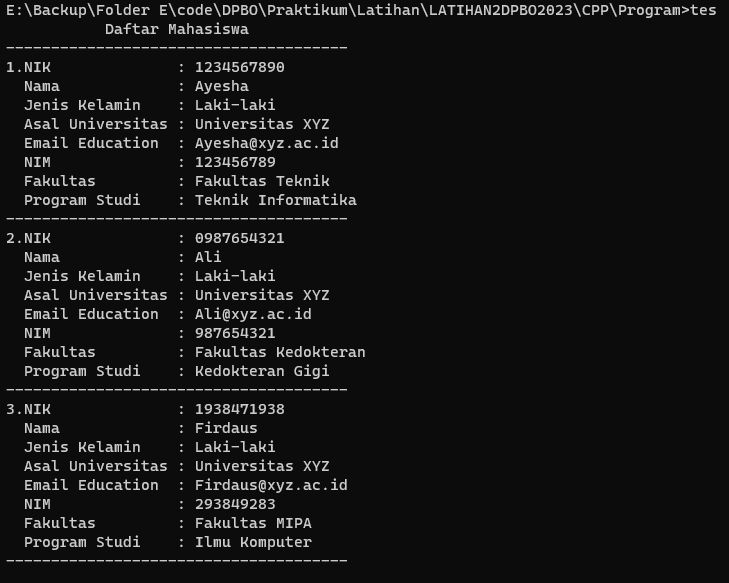 E:\Backup\Folder E\code\DPBO\Praktikum\Latihan\LATIHAN2DPBO2023\CPP\Program>tes
           Daftar Mahasiswa
--------------------------------------
1.NIK              : 1234567890
  Nama             : Ayesha
  Jenis Kelamin    : Laki-laki
  Asal Universitas : Universitas XYZ
  Email Education  : Ayesha@xyz.ac.id
  NIM              : 123456789
  Fakultas         : Fakultas Teknik
  Program Studi    : Teknik Informatika
--------------------------------------
2.NIK              : 0987654321
  Nama             : Ali
  Jenis Kelamin    : Laki-laki
  Asal Universitas : Universitas XYZ
  Email Education  : Ali@xyz.ac.id
  NIM              : 987654321
  Fakultas         : Fakultas Kedokteran
  Program Studi    : Kedokteran Gigi
--------------------------------------
3.NIK              : 1938471938
  Nama             : Firdaus
  Jenis Kelamin    : Laki-laki
  Asal Universitas : Universitas XYZ
  Email Education  : Firdaus@xyz.ac.id
  NIM              : 293849283
  Fakultas         : Fakultas MIPA
  Program Studi    : Ilmu Komputer
--------------------------------------